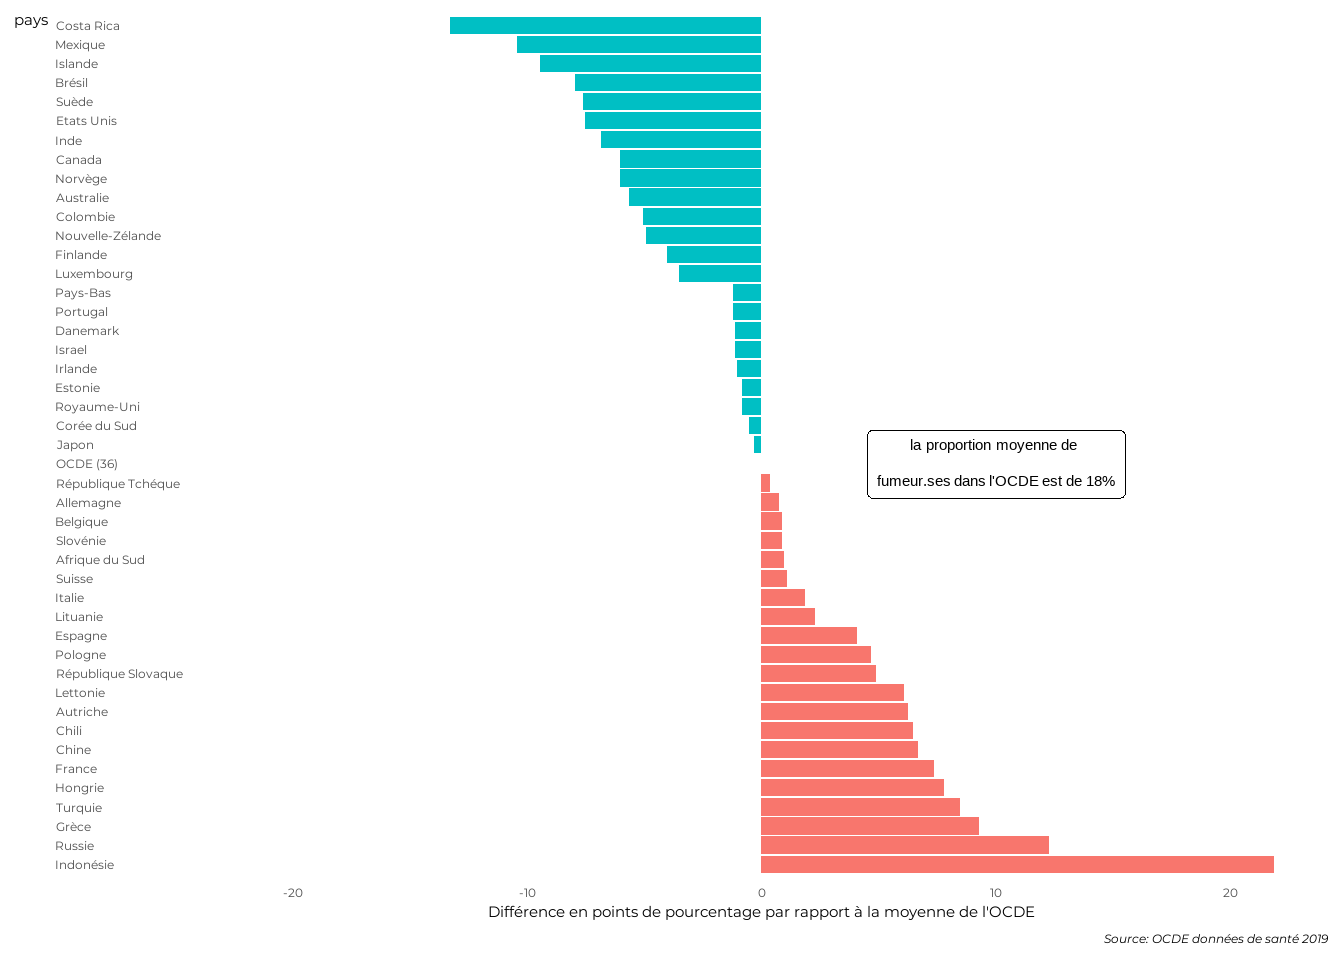 pays
Costa Rica
Mexique
Islande
Brésil
Suède
Etats Unis
Inde
Canada
Norvège
Australie
Colombie
Nouvelle-Zélande
Finlande
Luxembourg
Pays-Bas
Portugal
Danemark
Israel
Irlande
Estonie
Royaume-Uni
Corée du Sud
Japon
OCDE (36)
République Tchéque
Allemagne
Belgique
Slovénie
Afrique du Sud
Suisse
Italie
Lituanie
Espagne
Pologne
République Slovaque
Lettonie
Autriche
Chili
Chine
France
Hongrie
Turquie
Grèce
Russie
Indonésie
la proportion moyenne de
fumeur.ses dans l'OCDE est de 18%
-20 -10 0 10 20
Différence en points de pourcentage par rapport à la moyenne de l'OCDE
Source: OCDE données de santé 2019